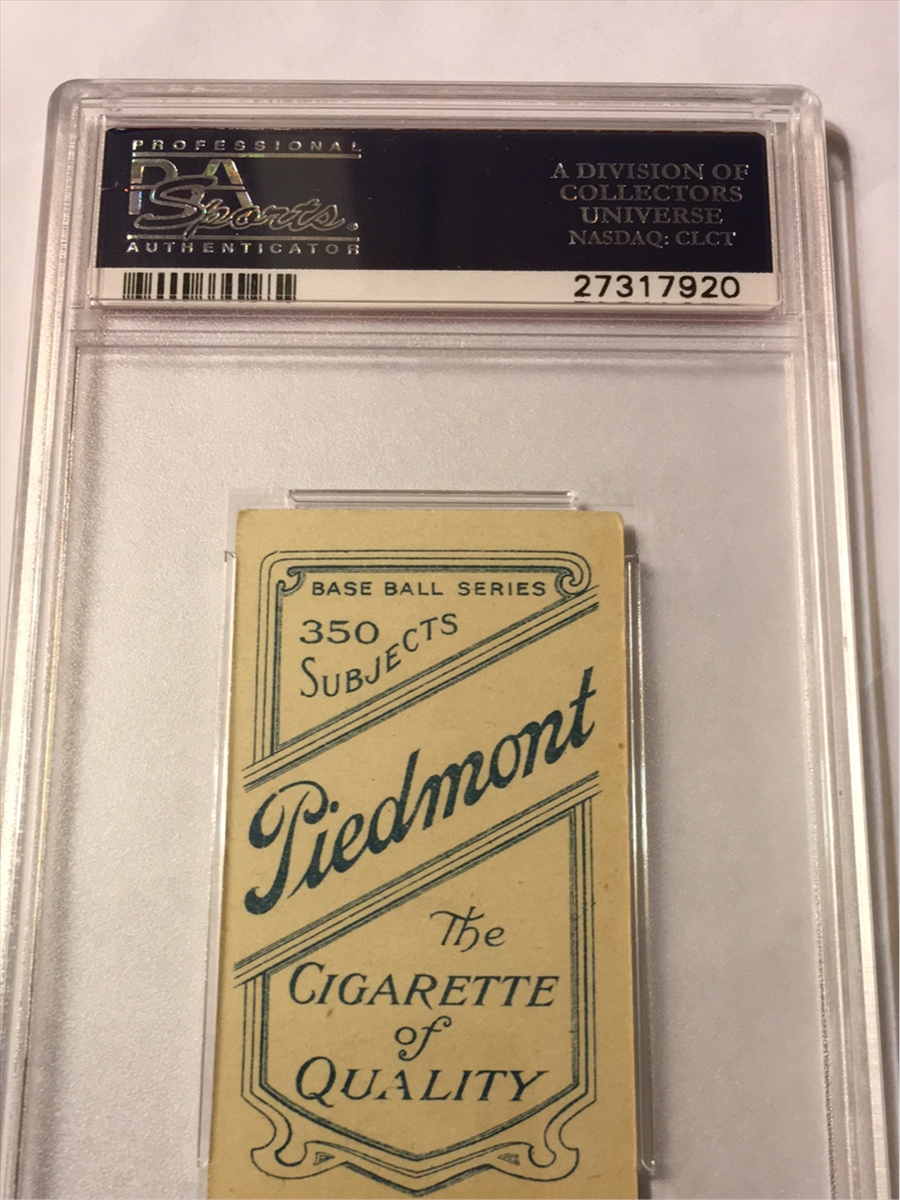 PROFESSIONAL
PSA
Sports
AUTHENTICATOR
A DIVISION OF
COLLECTORS
UNIVERSE
NASDAQ: CLCT
27317920
BASE BALL SERIES
350
SUBJECTS
Piedmont
The
CIGARETTE
of
QUALITY